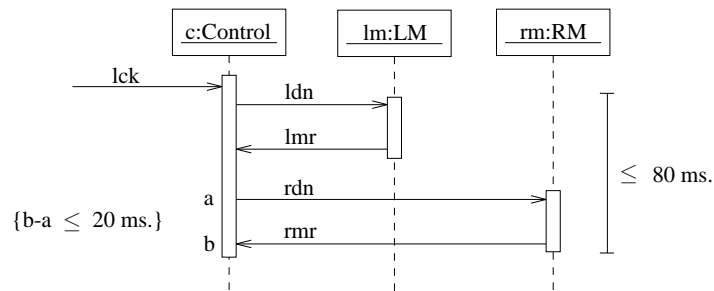 c:Control
lm:LM
rm:RM
lck
ldn
lmr
≤ 80 ms.
a
rdn
{b-a ≤ 20 ms.}
b
rmr